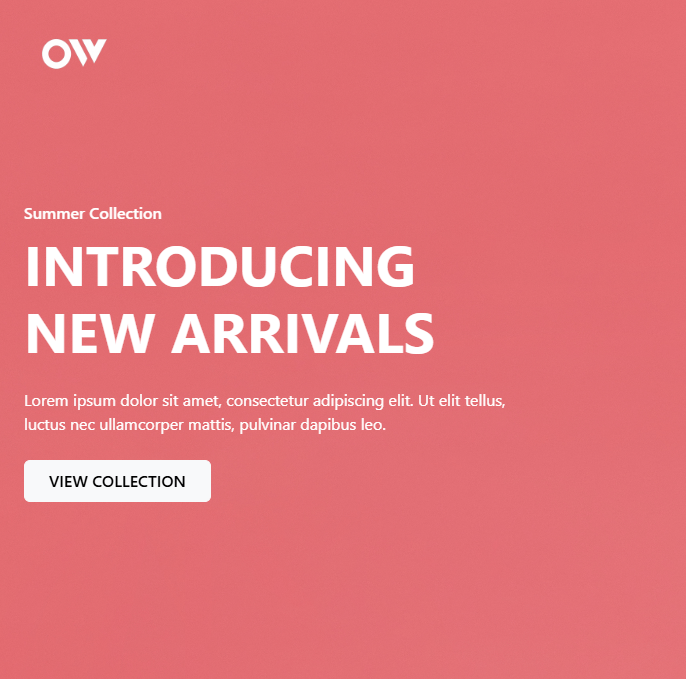 OW
Summer Collection
INTRODUCING
NEW ARRIVALS
Lorem ipsum dolor sit amet, consectetur adipiscing elit. Ut elit tellus,
luctus nec ullamcorper mattis, pulvinar dapibus leo.
VIEW COLLECTION